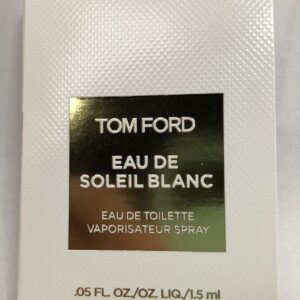 TOM FORD
EAU DE
SOLEIL BLANC
EAU DE TOILETTE
VAPORISATEUR SPRAY
.05 FL. OZ./OZ. LIQ./1.5 ml